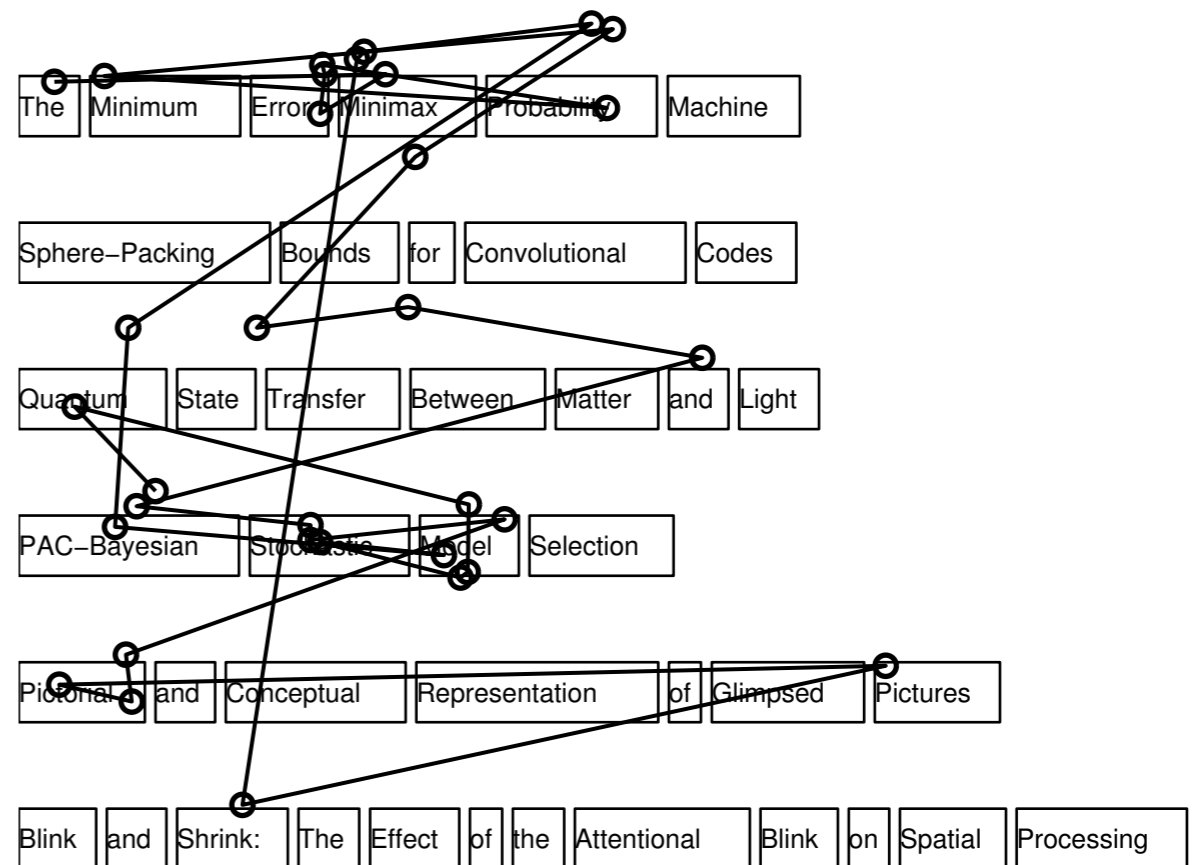 The Minimum Error Minimax Probability Machine
Sphere−Packing Bounds for Convolutional Codes
Quantum State Transfer Between Matter and Light
PAC−Bayesian Stochastic Model Selection
Pictorial and Conceptual Representation of Glimpsed Pictures
Blink and Shrink: The Effect of the Attentional Blink on Spatial Processing